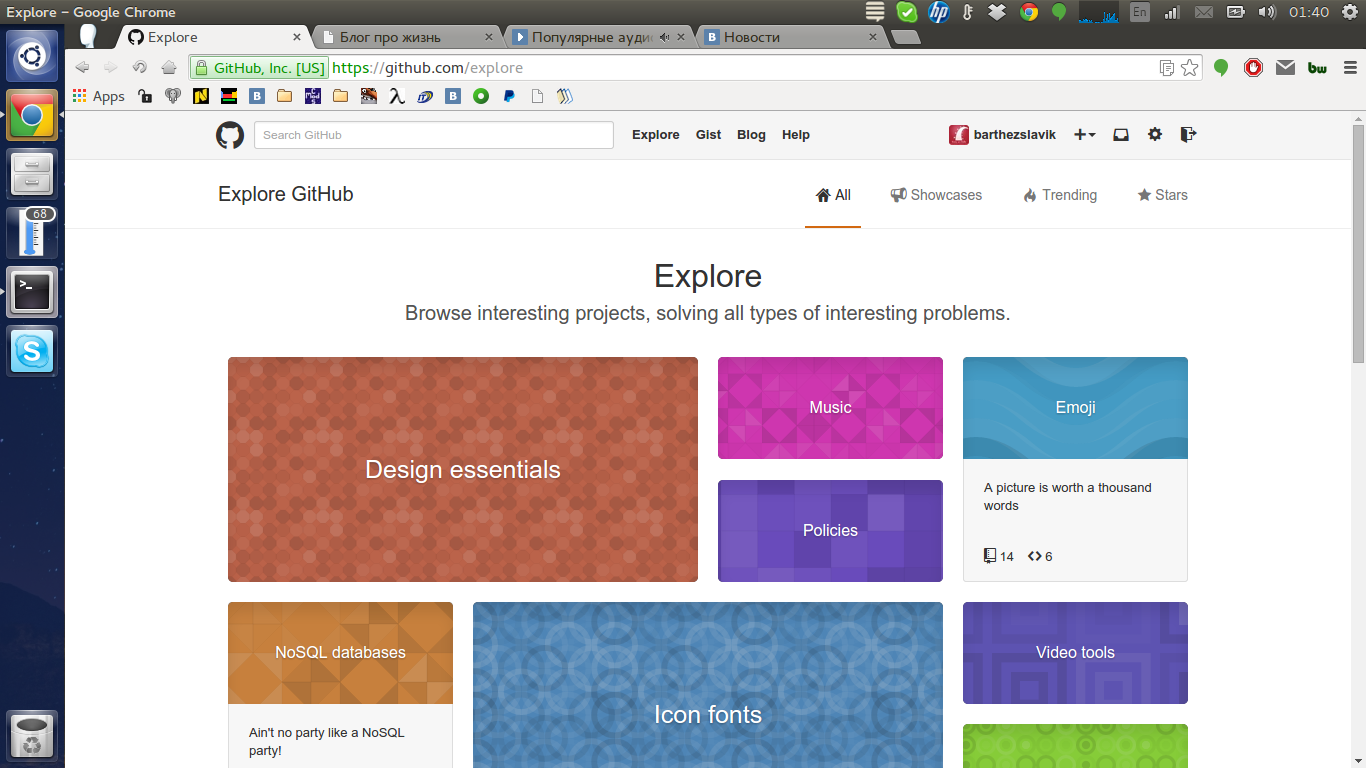 Explore – Google Chrome
En
01:40
Explore
Блог про жизнь
Популярные аудио
Новости
GitHub, Inc. [US] https://github.com/explore
bw
Apps
Search GitHub
Explore Gist Blog Help
barthezslavik
68
Explore GitHub
All Showcases Trending Stars
Explore
Browse interesting projects, solving all types of interesting problems.
Design essentials
Music
Policies
Emoji
A picture is worth a thousand
words
14 6
NoSQL databases
Ain't no party like a NoSQL
party!
Icon fonts
Video tools